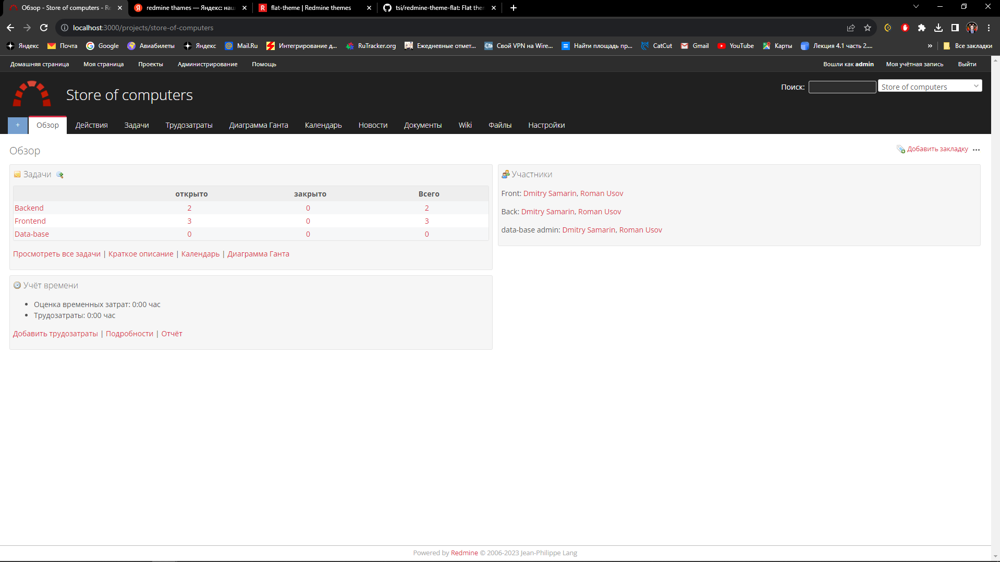 Обзор - Store of computers - Re
redmine thames — Яндекс: наш
flat-theme | Redmine themes
tsi/redmine-theme-flat: Flat ther
localhost:3000/projects/store-of-computers
Яндекс Почта Google Авиабилеты Яндекс Mail.Ru Интегрирование д... RuTracker.org Ежедневные отмет... Свой VPN на Wire... Найти площадь пр... CatCut Gmail YouTube Карты Лекция 4.1 часть 2.... » Все закладки
Домашняя страница Моя страница Проекты Администрирование Помощь Вошли как admin Моя учётная запись Выйти
Store of computers
Поиск: Store of computers
+ Обзор Действия Задачи Трудозатраты Диаграмма Ганта Календарь Новости Документы Wiki Файлы Настройки
Обзор
Добавить закладку ...
Задачи
открыто закрыто Всего
Backend 2 0 2
Frontend 3 0 3
Data-base 0 0 0
Просмотреть все задачи | Краткое описание | Календарь | Диаграмма Ганта
Участники
Front: Dmitry Samarin, Roman Usov
Back: Dmitry Samarin, Roman Usov
data-base admin: Dmitry Samarin, Roman Usov
Учёт времени
• Оценка временных затрат: 0:00 час
• Трудозатраты: 0:00 час
Добавить трудозатраты | Подробности | Отчёт
Powered by Redmine © 2006-2023 Jean-Philippe Lang